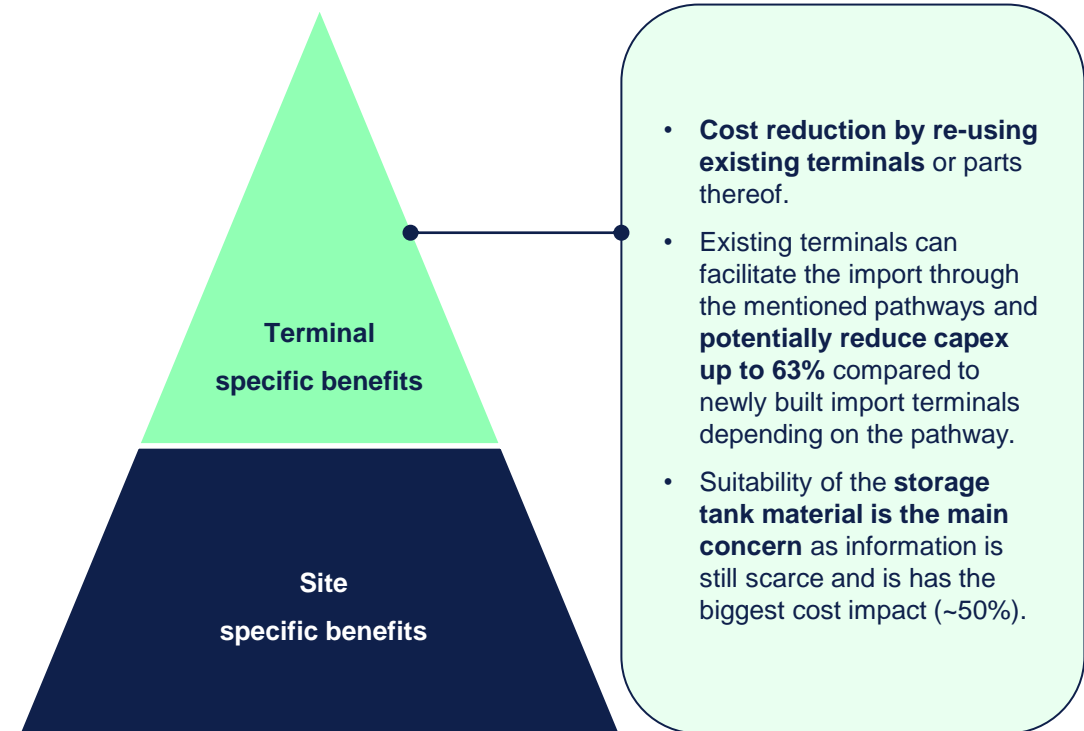 Terminal
specific benefits
Site
specific benefits
• Cost reduction by re-using
existing terminals or parts
thereof.
• Existing terminals can
facilitate the import through
the mentioned pathways and
potentially reduce capex
up to 63% compared to
newly built import terminals
depending on the pathway.
• Suitability of the storage
tank material is the main
concern as information is
still scarce and is has the
biggest cost impact (~50%).